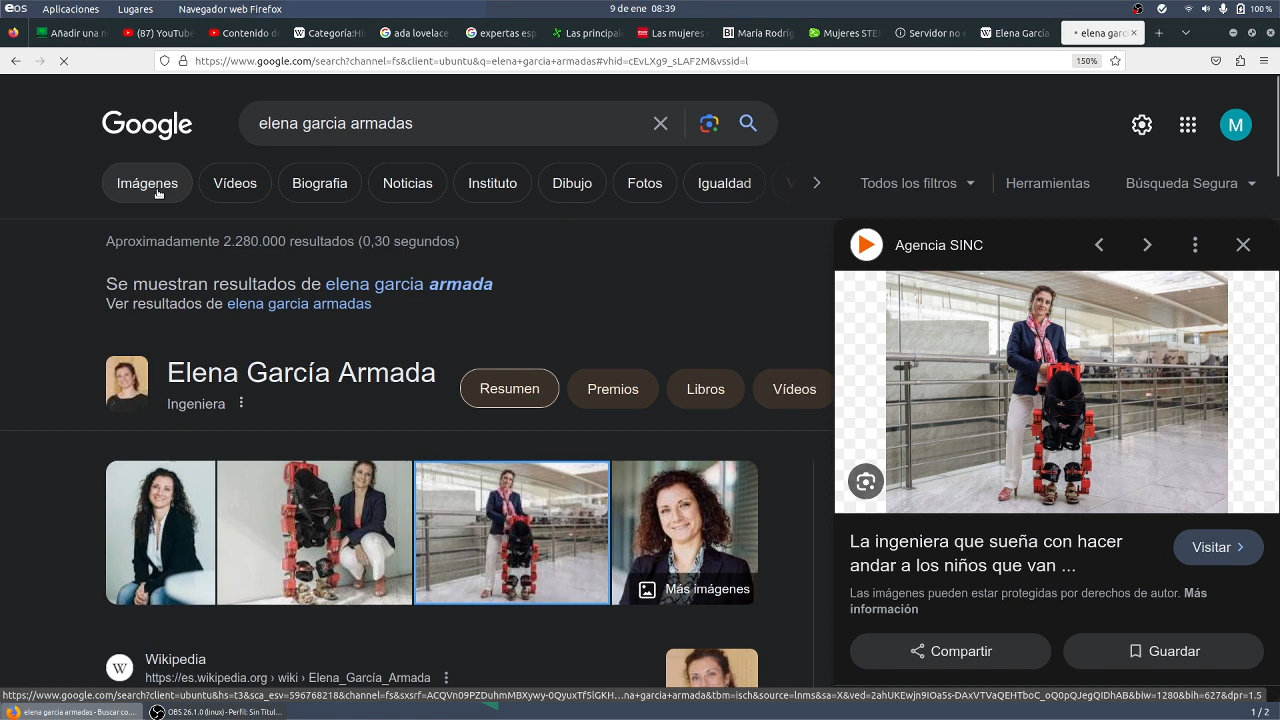 eos Aplicaciones Lugares Navegador web Firefox 9 de ene 08:39 100 %
Añadir una n (87) YouTube Contenido de Categoría:Hi ada lovelace expertas esp Las principale Las mujeres María Rodríg Mujeres STE Servidor no e Elena García elena garc
https://www.google.com/search?channel=fs&client=ubuntu&q=elena+garcia+armadas#vhid=cEvLXg9_sLAF2M&vssid=l 150%
Google elena garcia armadas M
Imágenes Vídeos Biografia Noticias Instituto Dibujo Fotos Igualdad Todos los filtros Herramientas Búsqueda Segura
Aproximadamente 2.280.000 resultados (0,30 segundos)
Se muestran resultados de elena garcia armada
Ver resultados de elena garcia armadas
Elena García Armada
Ingeniera
Resumen Premios Libros Vídeos
Más imágenes
Wikipedia
https://es.wikipedia.org › wiki › Elena_García_Armada
Agencia SINC
La ingeniera que sueña con hacer
andar a los niños que van ...
Visitar
Las imágenes pueden estar protegidas por derechos de autor. Más
información
Compartir Guardar
elena garcia armadas - Buscar co... OBS 26.1.0 (linux) - Perfil: Sin Títul... 1 / 2